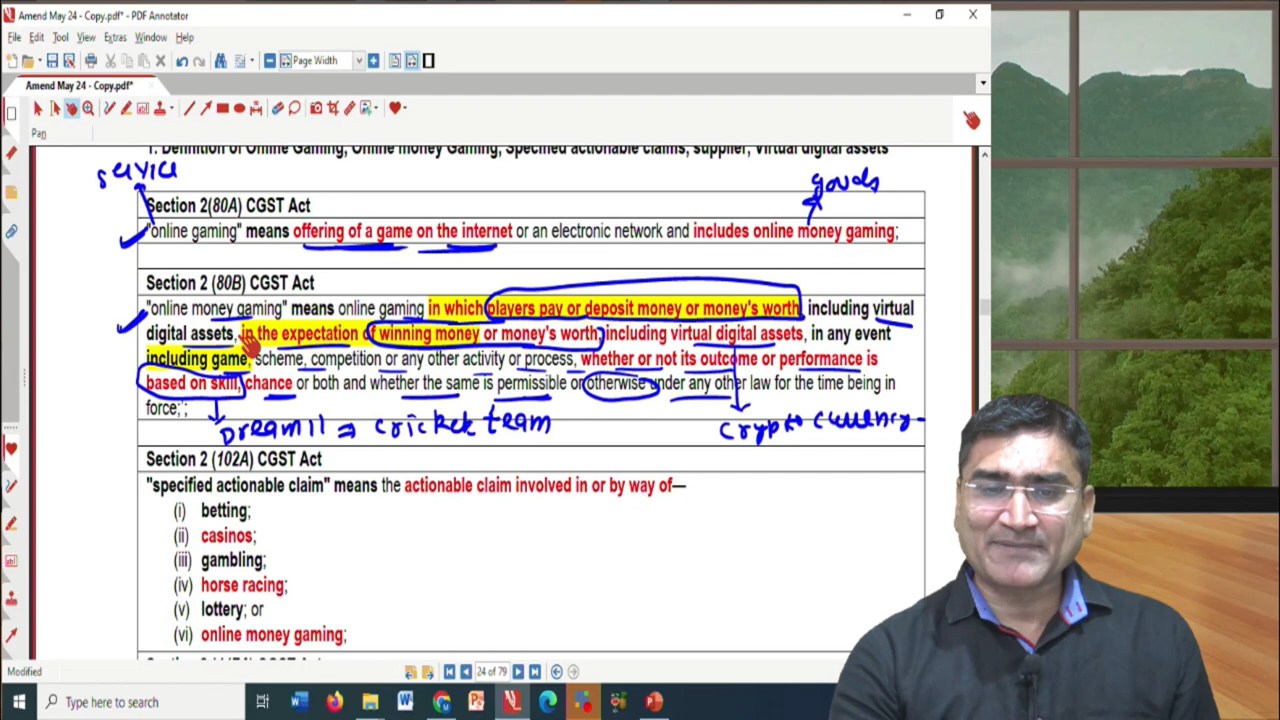 Amend May 24 - Copy.pdf* - PDF Annotator
File Edit Tool View Extras Window Help
Page Width
Amend May 24 - Copy.pdf*
Pan
1. Definition of Online Gaming, Online money Gaming, Specified actionable claims, supplier, Virtual digital assets
service
goods
Section 2(80A) CGST Act
"online gaming" means offering of a game on the internet or an electronic network and includes online money gaming;
Section 2 (80B) CGST Act
"online money gaming" means online gaming in which players pay or deposit money or money's worth, including virtual
digital assets, in the expectation of winning money or money's worth, including virtual digital assets, in any event
including game, scheme, competition or any other activity or process, whether or not its outcome or performance is
based on skill, chance or both and whether the same is permissible or otherwise under any other law for the time being in
force;';
Dream11 ⇒ cricket team
crypto currency
Section 2 (102A) CGST Act
"specified actionable claim" means the actionable claim involved in or by way of—
(i) betting;
(ii) casinos;
(iii) gambling;
(iv) horse racing;
(v) lottery; or
(vi) online money gaming;
Modified
24 of 79
Type here to search